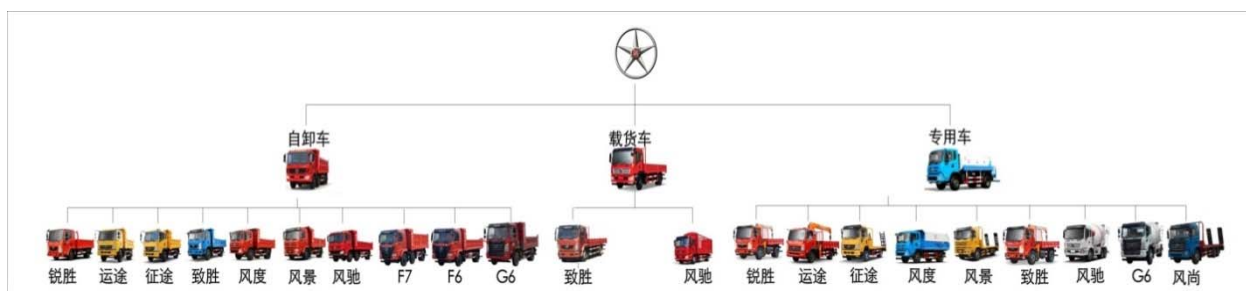 自卸车 载货车 专用车
锐胜 运途 征途 致胜 风度 风景 风驰 F7 F6 G6 致胜 风驰 锐胜 运途 征途 风度 风景 致胜 风驰 G6 风尚